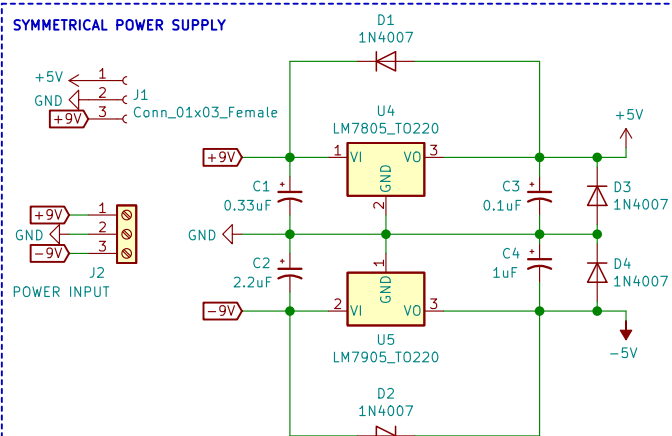 SYMMETRICAL POWER SUPPLY
D1
1N4007
+5V 1
GND 2 J1
+9V 3 Conn_01x03_Female
U4
LM7805_TO220
+5V
+9V 1 VI VO 3
GND
2
C1
0.33uF
C3
0.1uF
D3
1N4007
+9V 1
GND 2
-9V 3
J2
POWER INPUT
GND
C2
2.2uF
1
GND
C4
1uF
D4
1N4007
-9V 2 VI VO 3
U5
LM7905_TO220
-5V
D2
1N4007